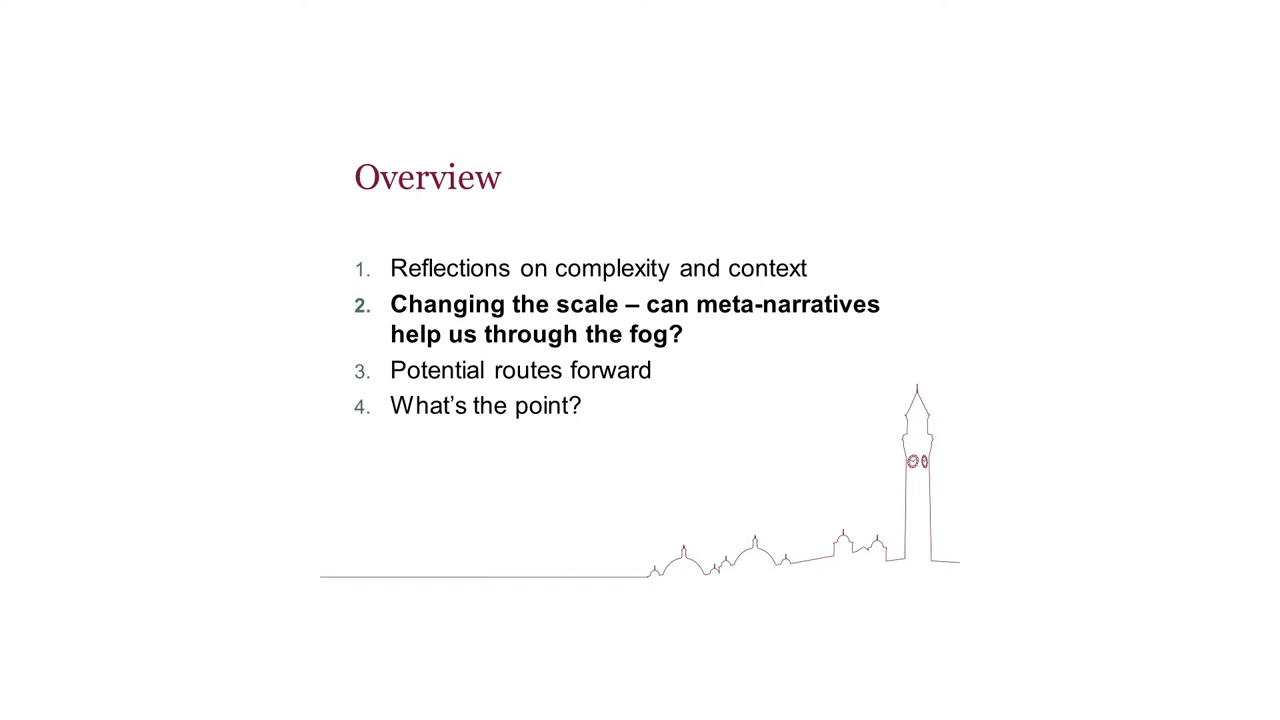 Overview
1. Reflections on complexity and context
2. Changing the scale – can meta-narratives
help us through the fog?
3. Potential routes forward
4. What’s the point?